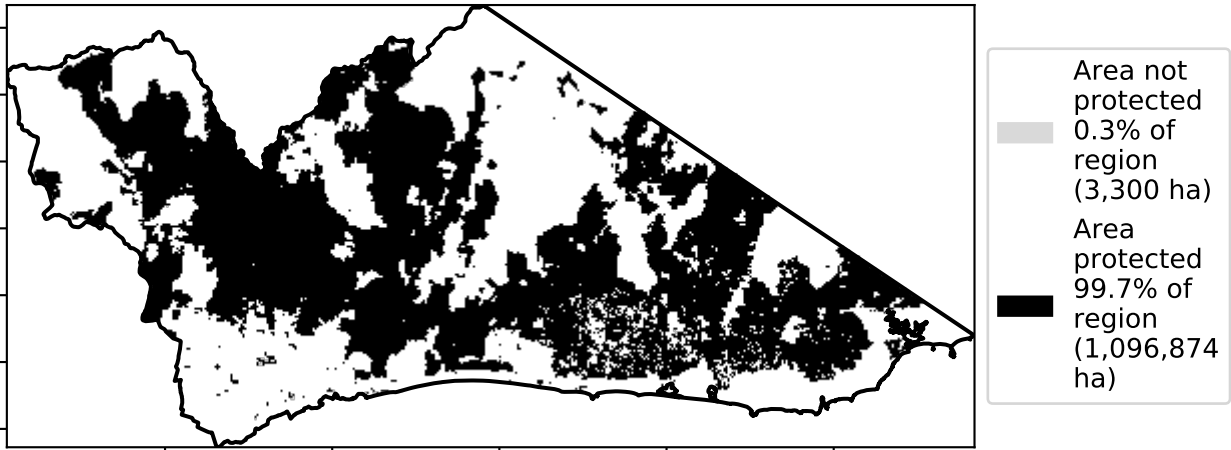 Area not
protected
0.3% of
region
(3,300 ha)
Area
protected
99.7% of
region
(1,096,874
ha)